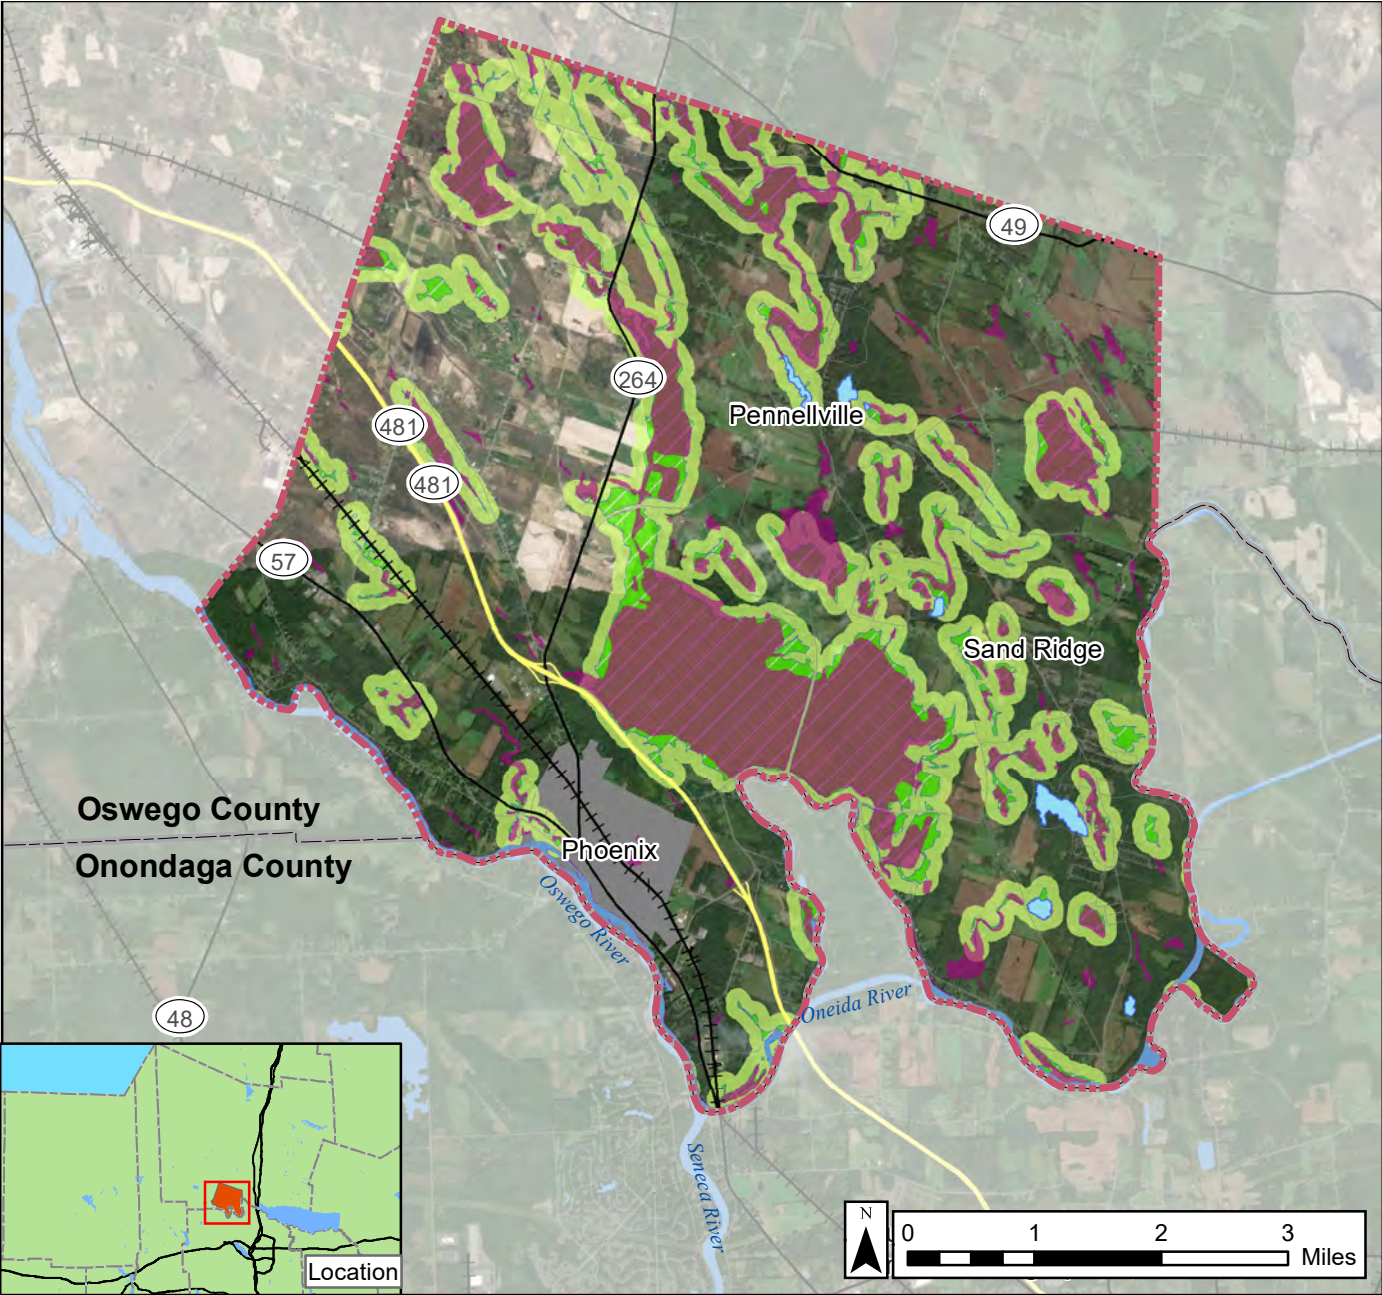 49
264
Pennellville
481
481
57
Sand Ridge
Oswego County
Onondaga County
Phoenix
Oswego River
Oneida River
48
Seneca River
Location
N
0 1 2 3
Miles